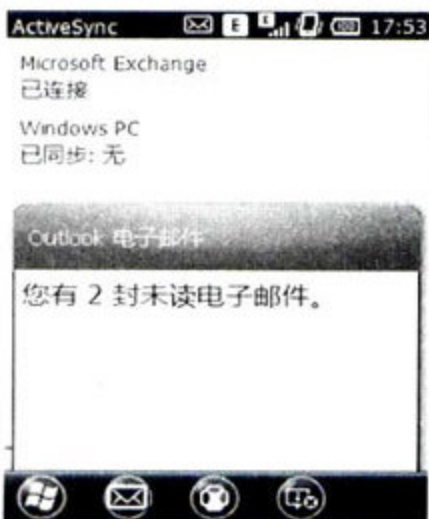 ActiveSync E E 17:53
Microsoft Exchange
已连接
Windows PC
已同步: 无
Outlook 电子邮件
您有 2 封未读电子邮件。